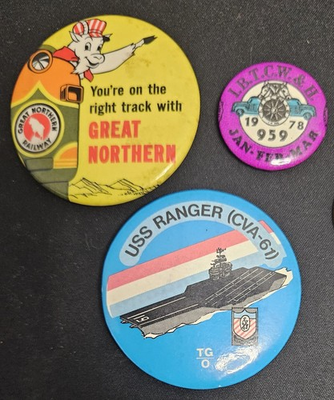 You're on the
right track with
GREAT
NORTHERN
GREAT NORTHERN
RAILWAY
I.B.T.C.W. & H
1978
959
JAN-FEB-MAR
USS RANGER (CVA-61)
61
TG
O